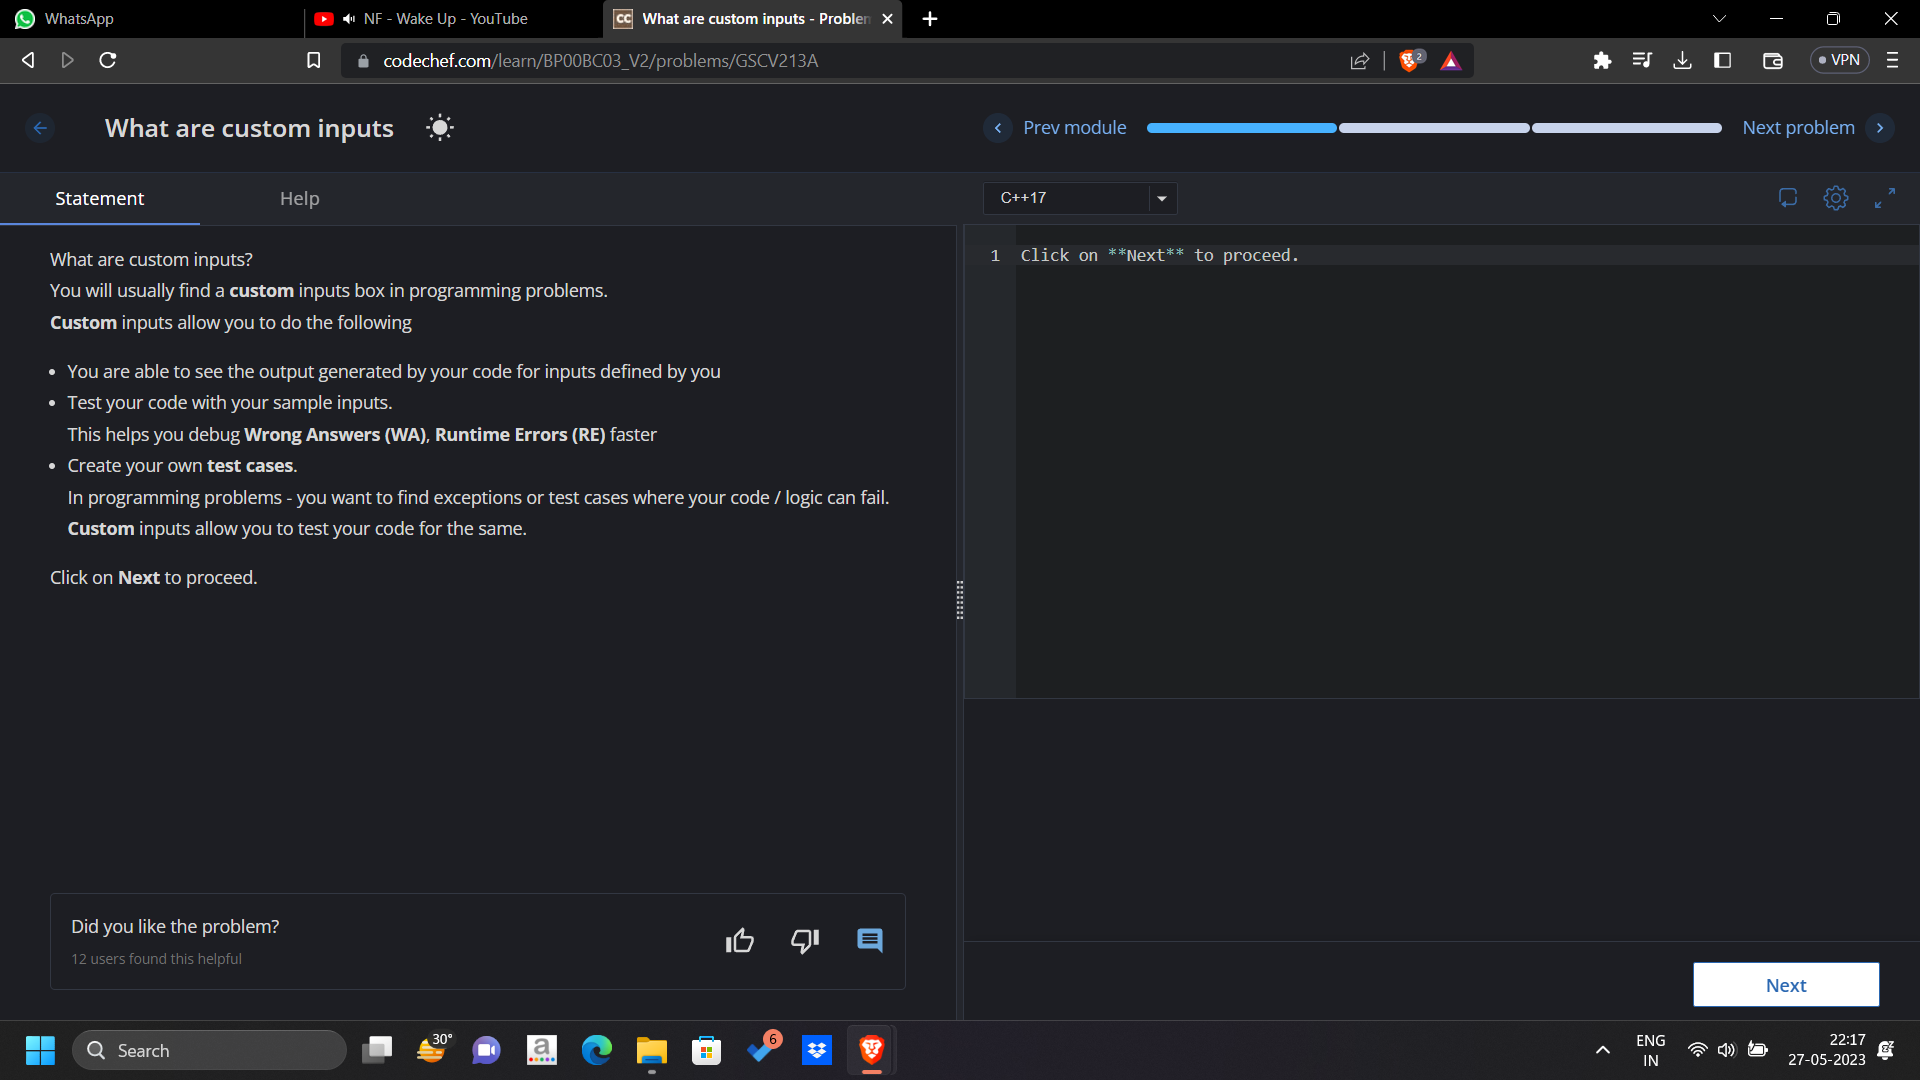 WhatsApp
NF - Wake Up - YouTube
CC What are custom inputs - Problem
codechef.com/learn/BP00BC03_V2/problems/GSCV213A
2
VPN
What are custom inputs
Prev module
Next problem
Statement
Help
C++17
What are custom inputs?
You will usually find a custom inputs box in programming problems.
Custom inputs allow you to do the following
• You are able to see the output generated by your code for inputs defined by you
• Test your code with your sample inputs.
This helps you debug Wrong Answers (WA), Runtime Errors (RE) faster
• Create your own test cases.
In programming problems - you want to find exceptions or test cases where your code / logic can fail.
Custom inputs allow you to test your code for the same.
Click on Next to proceed.
1 Click on **Next** to proceed.
Did you like the problem?
12 users found this helpful
Next
Search
30°
a
6
ENG
IN
22:17
27-05-2023